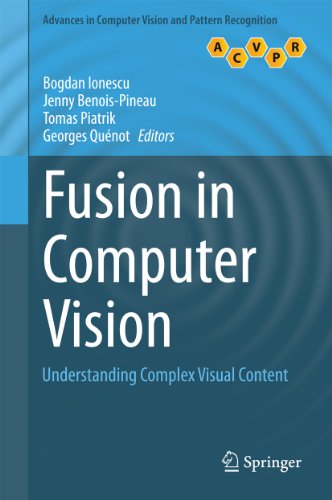 Advances in Computer Vision and Pattern Recognition
A C V P R
Bogdan Ionescu
Jenny Benois-Pineau
Tomas Piatrik
Georges Quénot Editors
Fusion in
Computer
Vision
Understanding Complex Visual Content
Springer